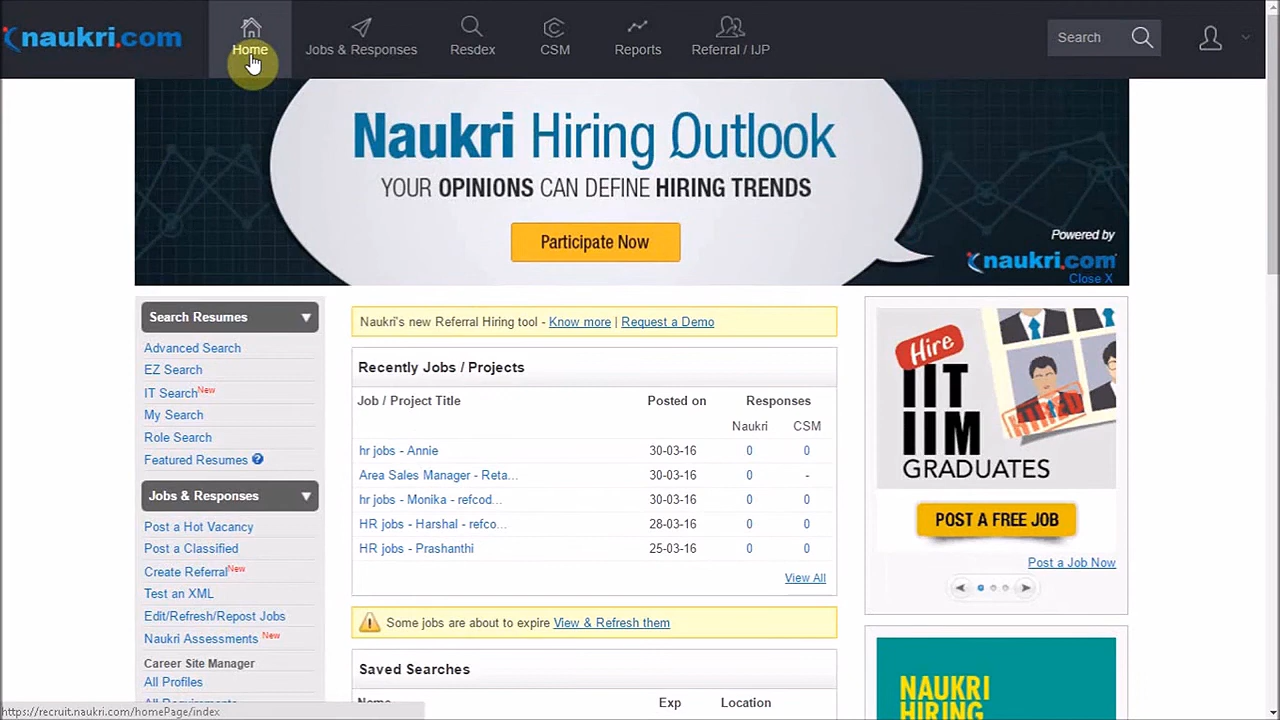 naukri.com
Home
Jobs & Responses
Resdex
CSM
Reports
Referral / IJP
Search
Naukri Hiring Outlook
YOUR OPINIONS CAN DEFINE HIRING TRENDS
Participate Now
Powered by
naukri.com
Close X
Search Resumes
Advanced Search
EZ Search
IT Search New
My Search
Role Search
Featured Resumes ?
Jobs & Responses
Post a Hot Vacancy
Post a Classified
Create Referral New
Test an XML
Edit/Refresh/Repost Jobs
Naukri Assessments New
Career Site Manager
All Profiles
Naukri's new Referral Hiring tool - Know more | Request a Demo
Recently Jobs / Projects
Job / Project Title Posted on Responses
Naukri CSM
hr jobs - Annie 30-03-16 0 0
Area Sales Manager - Reta... 30-03-16 0 -
hr jobs - Monika - refcod... 30-03-16 0 0
HR jobs - Harshal - refco... 28-03-16 0 0
HR jobs - Prashanthi 25-03-16 0 0
View All
Some jobs are about to expire View & Refresh them
Saved Searches
Name Exp Location
Hire
IIT
IIM
GRADUATES
HIRED
POST A FREE JOB
Post a Job Now
NAUKRI
HIRING
https://recruit.naukri.com/homePage/index